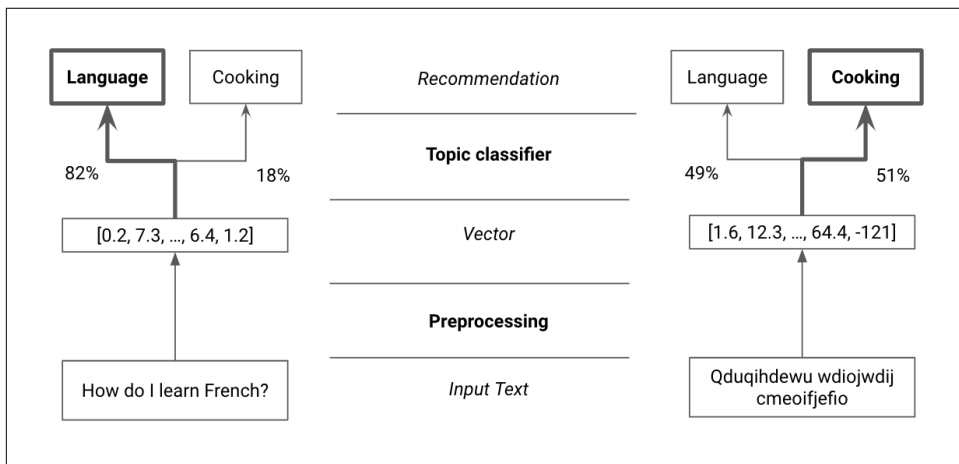 Language
Cooking
Recommendation
Language
Cooking
82%
18%
Topic classifier
49%
51%
[0.2, 7.3, ..., 6.4, 1.2]
Vector
[1.6, 12.3, ..., 64.4, -121]
Preprocessing
How do I learn French?
Input Text
Qduqihdewu wdiojwdij
cmeoifjefio